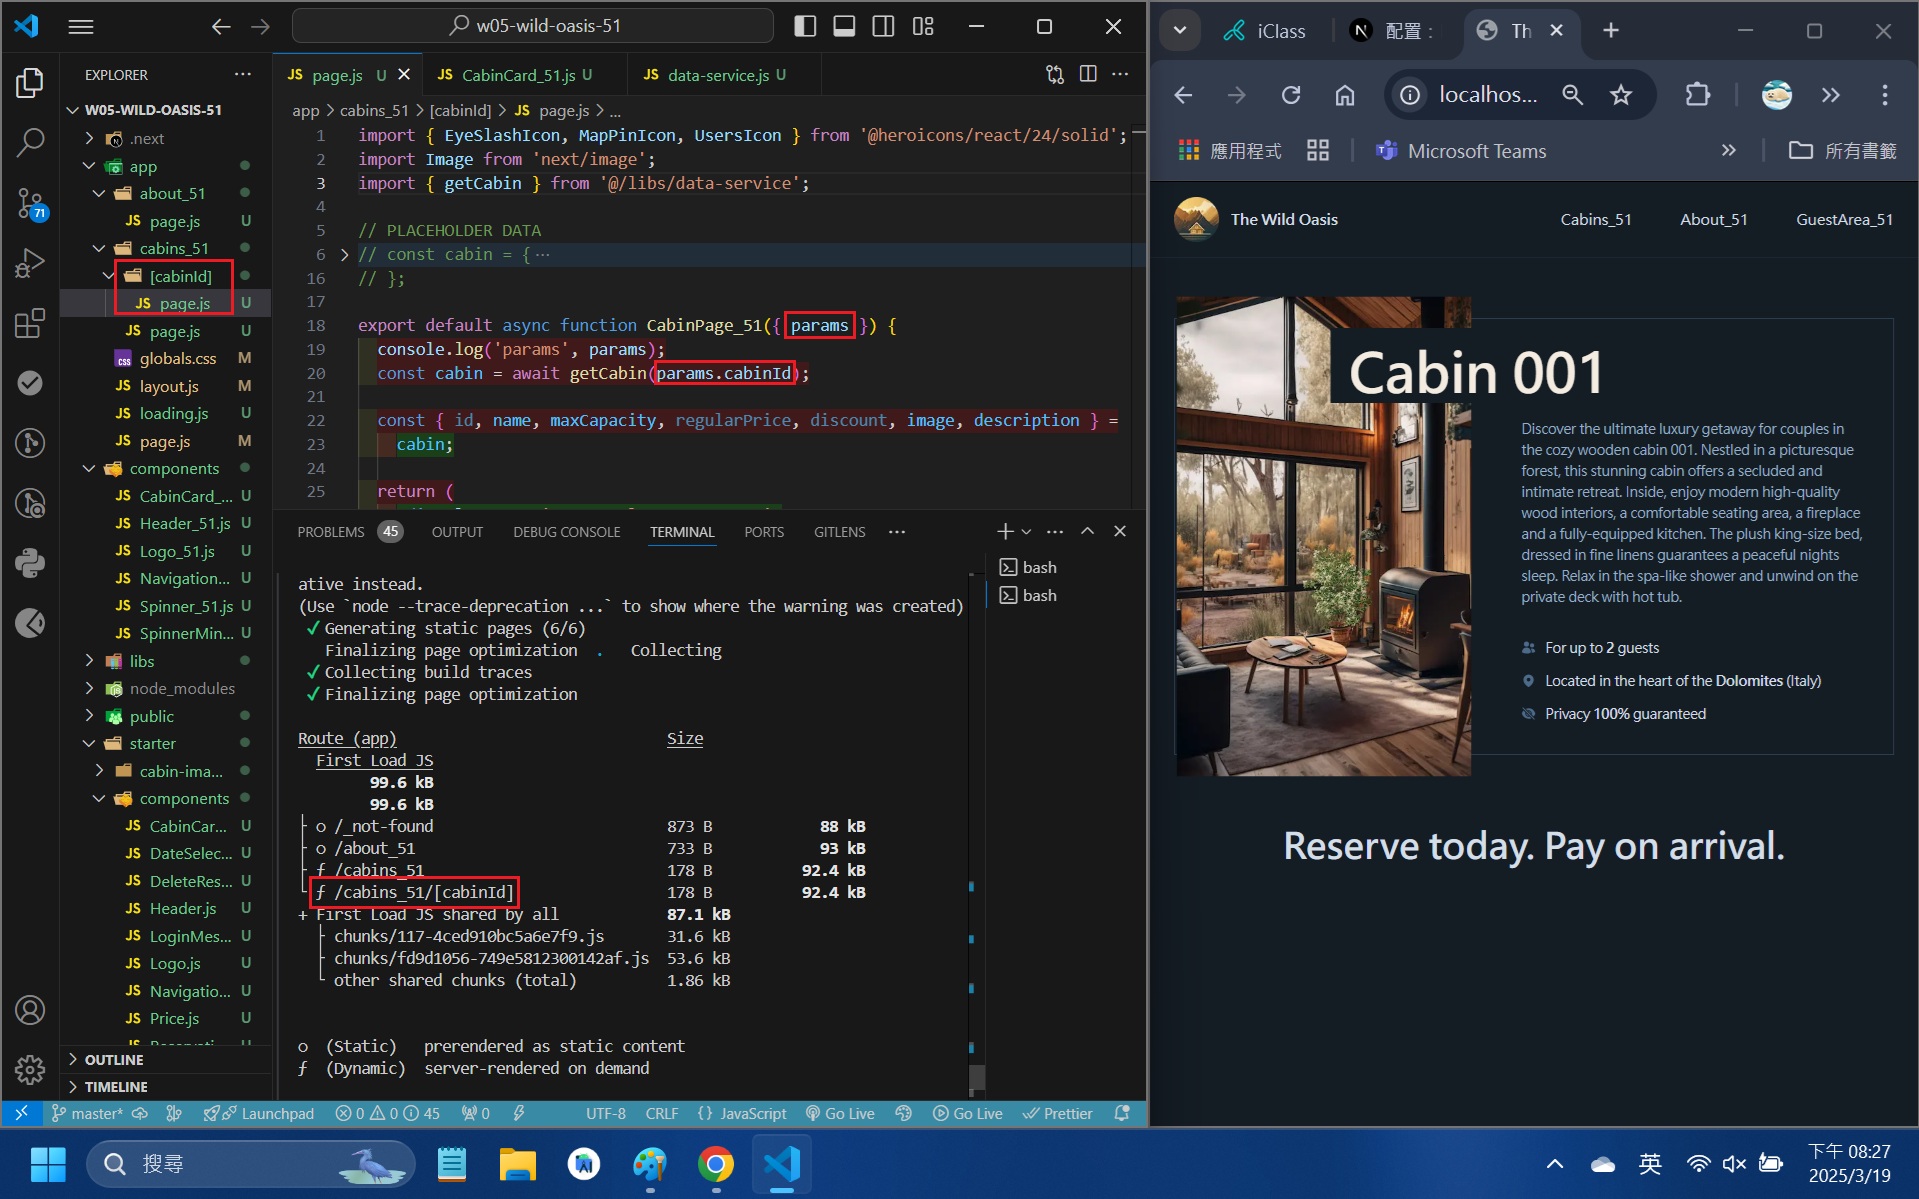 w05-wild-oasis-51
EXPLORER
W05-WILD-OASIS-51
.next
app
about_51
page.js U
cabins_51
[cabinId]
page.js U
page.js U
globals.css M
layout.js M
loading.js U
page.js M
components
CabinCard_... U
Header_51.js U
Logo_51.js U
Navigation... U
Spinner_51.js U
SpinnerMin... U
libs
node_modules
public
starter
cabin-ima...
components
CabinCar... U
DateSelec... U
DeleteRes... U
Header.js U
LoginMes... U
Logo.js U
Navigatio... U
Price.js U
OUTLINE
TIMELINE
71
JS page.js U
JS CabinCard_51.js U
JS data-service.js U
app > cabins_51 > [cabinId] > JS page.js > ...
1 import { EyeSlashIcon, MapPinIcon, UsersIcon } from '@heroicons/react/24/solid';
2 import Image from 'next/image';
3 import { getCabin } from '@/libs/data-service';
4
5 // PLACEHOLDER DATA
6 // const cabin = {···
16 // };
17
18 export default async function CabinPage_51({ params }) {
19 console.log('params', params);
20 const cabin = await getCabin(params.cabinId);
21
22 const { id, name, maxCapacity, regularPrice, discount, image, description } =
23 cabin;
24
25 return (
PROBLEMS 45 OUTPUT DEBUG CONSOLE TERMINAL PORTS GITLENS
bash
bash
ative instead.
(Use `node --trace-deprecation ...` to show where the warning was created)
✓ Generating static pages (6/6)
Finalizing page optimization . Collecting
✓ Collecting build traces
✓ Finalizing page optimization
Route (app) Size
First Load JS
99.6 kB
99.6 kB
├ ○ /_not-found 873 B 88 kB
├ ○ /about_51 733 B 93 kB
├ ƒ /cabins_51 178 B 92.4 kB
└ ƒ /cabins_51/[cabinId] 178 B 92.4 kB
+ First Load JS shared by all 87.1 kB
├ chunks/117-4ced910bc5a6e7f9.js 31.6 kB
├ chunks/fd9d1056-749e5812300142af.js 53.6 kB
└ other shared chunks (total) 1.86 kB
○ (Static) prerendered as static content
ƒ (Dynamic) server-rendered on demand
master* Launchpad 0 0 45 0 UTF-8 CRLF {} JavaScript Go Live Go Live Prettier
iClass
配置：
Th
localhos...
應用程式
Microsoft Teams
所有書籤
The Wild Oasis
Cabins_51 About_51 GuestArea_51
Cabin 001
Discover the ultimate luxury getaway for couples in
the cozy wooden cabin 001. Nestled in a picturesque
forest, this stunning cabin offers a secluded and
intimate retreat. Inside, enjoy modern high-quality
wood interiors, a comfortable seating area, a fireplace
and a fully-equipped kitchen. The plush king-size bed,
dressed in fine linens guarantees a peaceful nights
sleep. Relax in the spa-like shower and unwind on the
private deck with hot tub.
For up to 2 guests
Located in the heart of the Dolomites (Italy)
Privacy 100% guaranteed
Reserve today. Pay on arrival.
搜尋
英
下午 08:27
2025/3/19